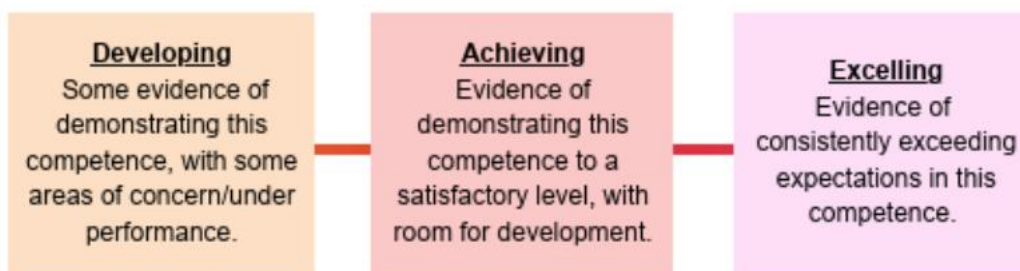 Developing
Some evidence of
demonstrating this
competence, with some
areas of concern/under
performance.
Achieving
Evidence of
demonstrating this
competence to a
satisfactory level, with
room for development.
Excelling
Evidence of
consistently exceeding
expectations in this
competence.